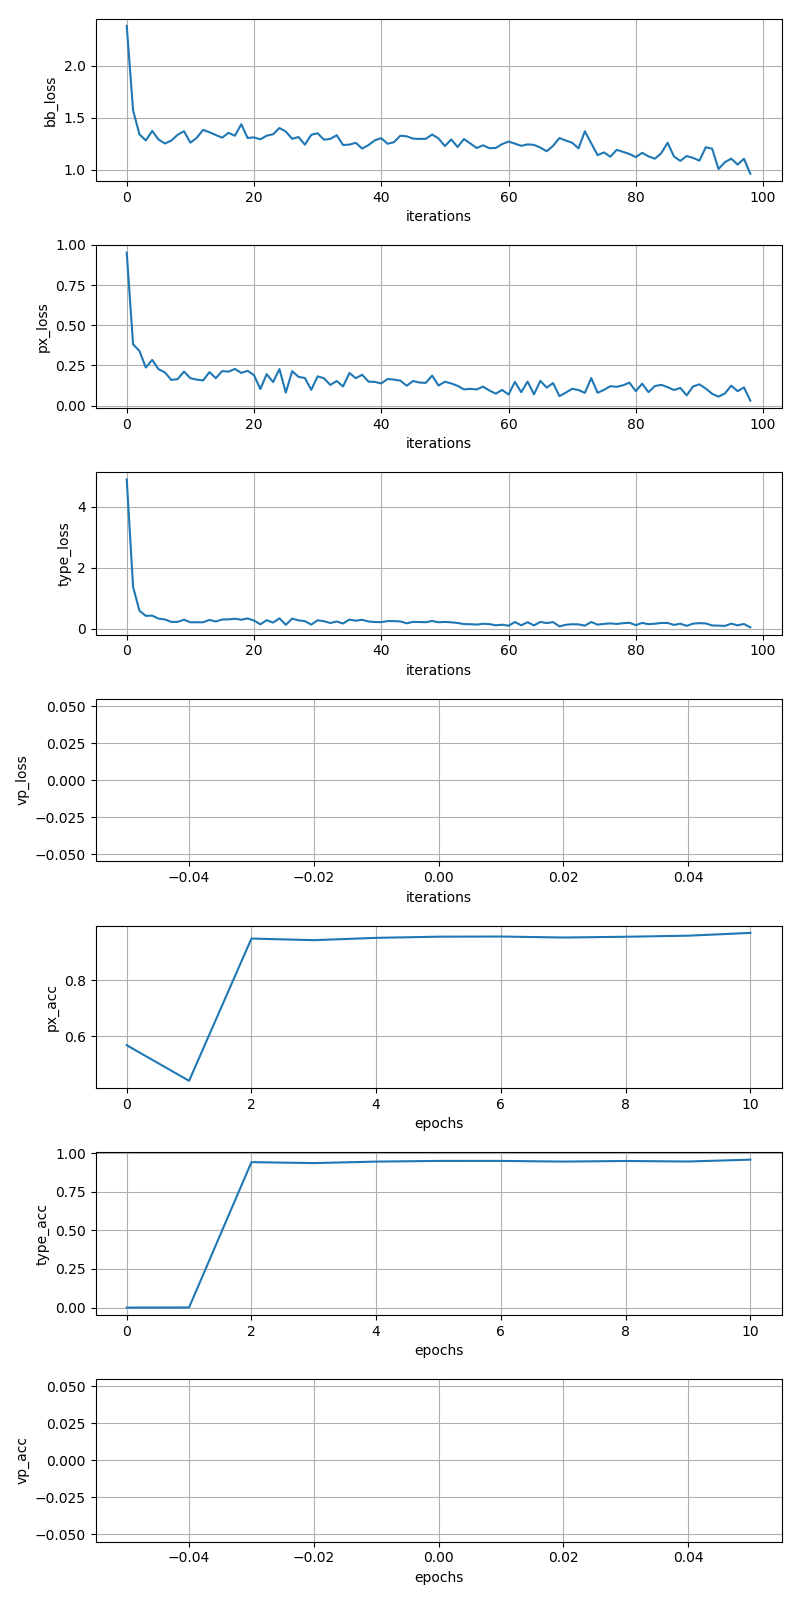 2.0
1.5
1.0
bb_loss
0 20 40 60 80 100
iterations
1.00
0.75
0.50
0.25
0.00
px_loss
0 20 40 60 80 100
iterations
4
2
0
type_loss
0 20 40 60 80 100
iterations
0.050
0.025
0.000
−0.025
−0.050
vp_loss
−0.04 −0.02 0.00 0.02 0.04
iterations
0.8
0.6
px_acc
0 2 4 6 8 10
epochs
1.00
0.75
0.50
0.25
0.00
type_acc
0 2 4 6 8 10
epochs
0.050
0.025
0.000
−0.025
−0.050
vp_acc
−0.04 −0.02 0.00 0.02 0.04
epochs